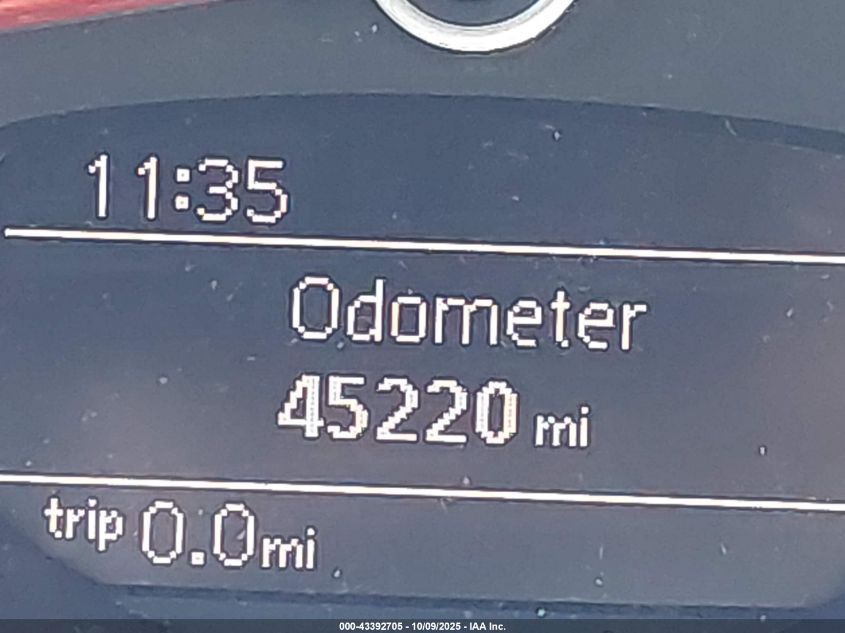 11:35
Odometer
45220 mi
trip 0.0mi
000-43392705 - 10/09/2025 - IAA Inc.